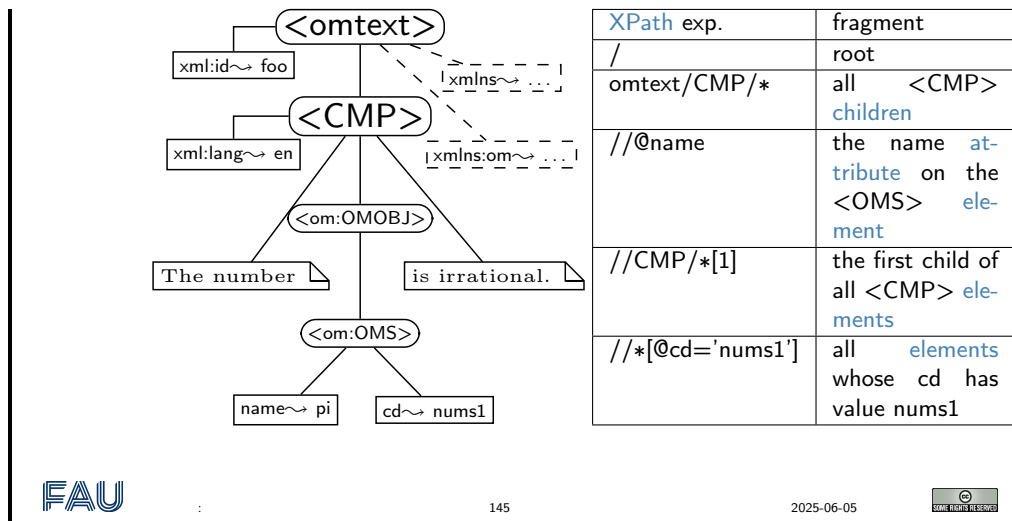 <omtext>
xml:id⤳ foo
xmlns⤳ ...
<CMP>
xml:lang⤳ en
xmlns:om⤳ ...
<om:OMOBJ>
The number
is irrational.
<om:OMS>
name⤳ pi
cd⤳ nums1
XPath exp. fragment
/ root
omtext/CMP/* all <CMP>
children
//@name the name at-
tribute on the
<OMS> ele-
ment
//CMP/*[1] the first child of
all <CMP> ele-
ments
//*[@cd='nums1'] all elements
whose cd has
value nums1
FAU : 145 2025-06-05
cc
SOME RIGHTS RESERVED